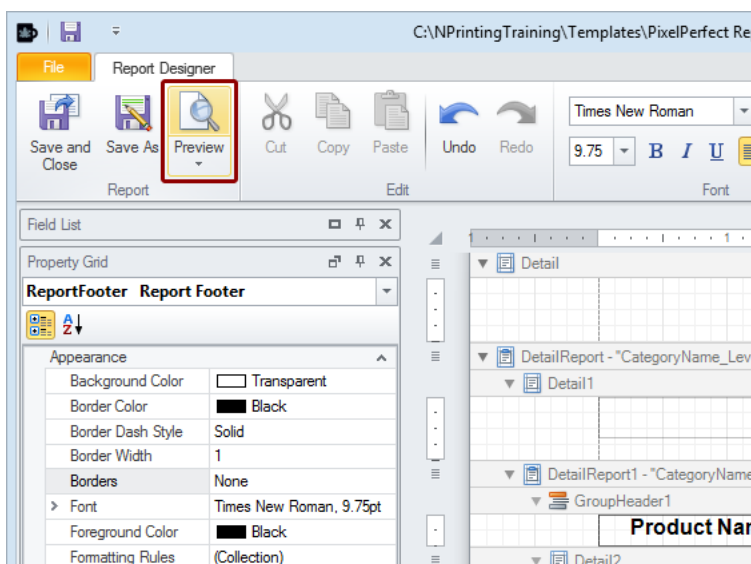 C:\NPrintingTraining\Templates\PixelPerfect Re
File Report Designer
Save and Close
Save As
Preview
Cut
Copy
Paste
Undo
Redo
Times New Roman
9.75 B I U
Report
Edit
Font
Field List
Property Grid
ReportFooter Report Footer
A
Z
Appearance
Background Color Transparent
Border Color Black
Border Dash Style Solid
Border Width 1
Borders None
Font Times New Roman, 9.75pt
Foreground Color Black
Formatting Rules (Collection)
1 1
Detail
DetailReport - "CategoryName_Lev
Detail1
DetailReport1 - "CategoryName
GroupHeader1
Product Nar
Detail2